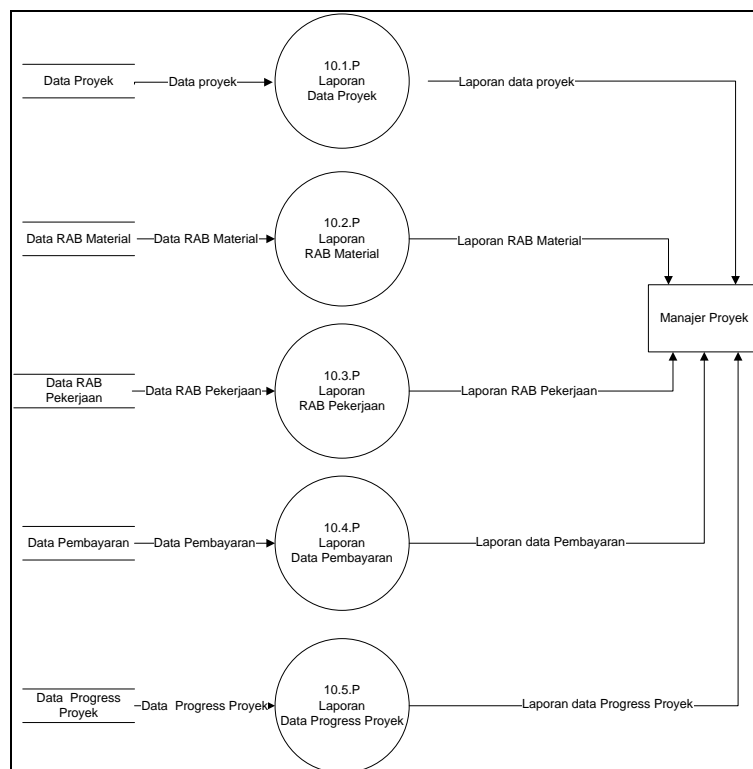 Data Proyek
Data proyek
10.1.P
Laporan
Data Proyek
Laporan data proyek
Data RAB Material
Data RAB Material
10.2.P
Laporan
RAB Material
Laporan RAB Material
Manajer Proyek
Data RAB
Pekerjaan
Data RAB Pekerjaan
10.3.P
Laporan
RAB Pekerjaan
Laporan RAB Pekerjaan
Data Pembayaran
Data Pembayaran
10.4.P
Laporan
Data Pembayaran
Laporan data Pembayaran
Data Progress
Proyek
Data Progress Proyek
10.5.P
Laporan
Data Progress Proyek
Laporan data Progress Proyek